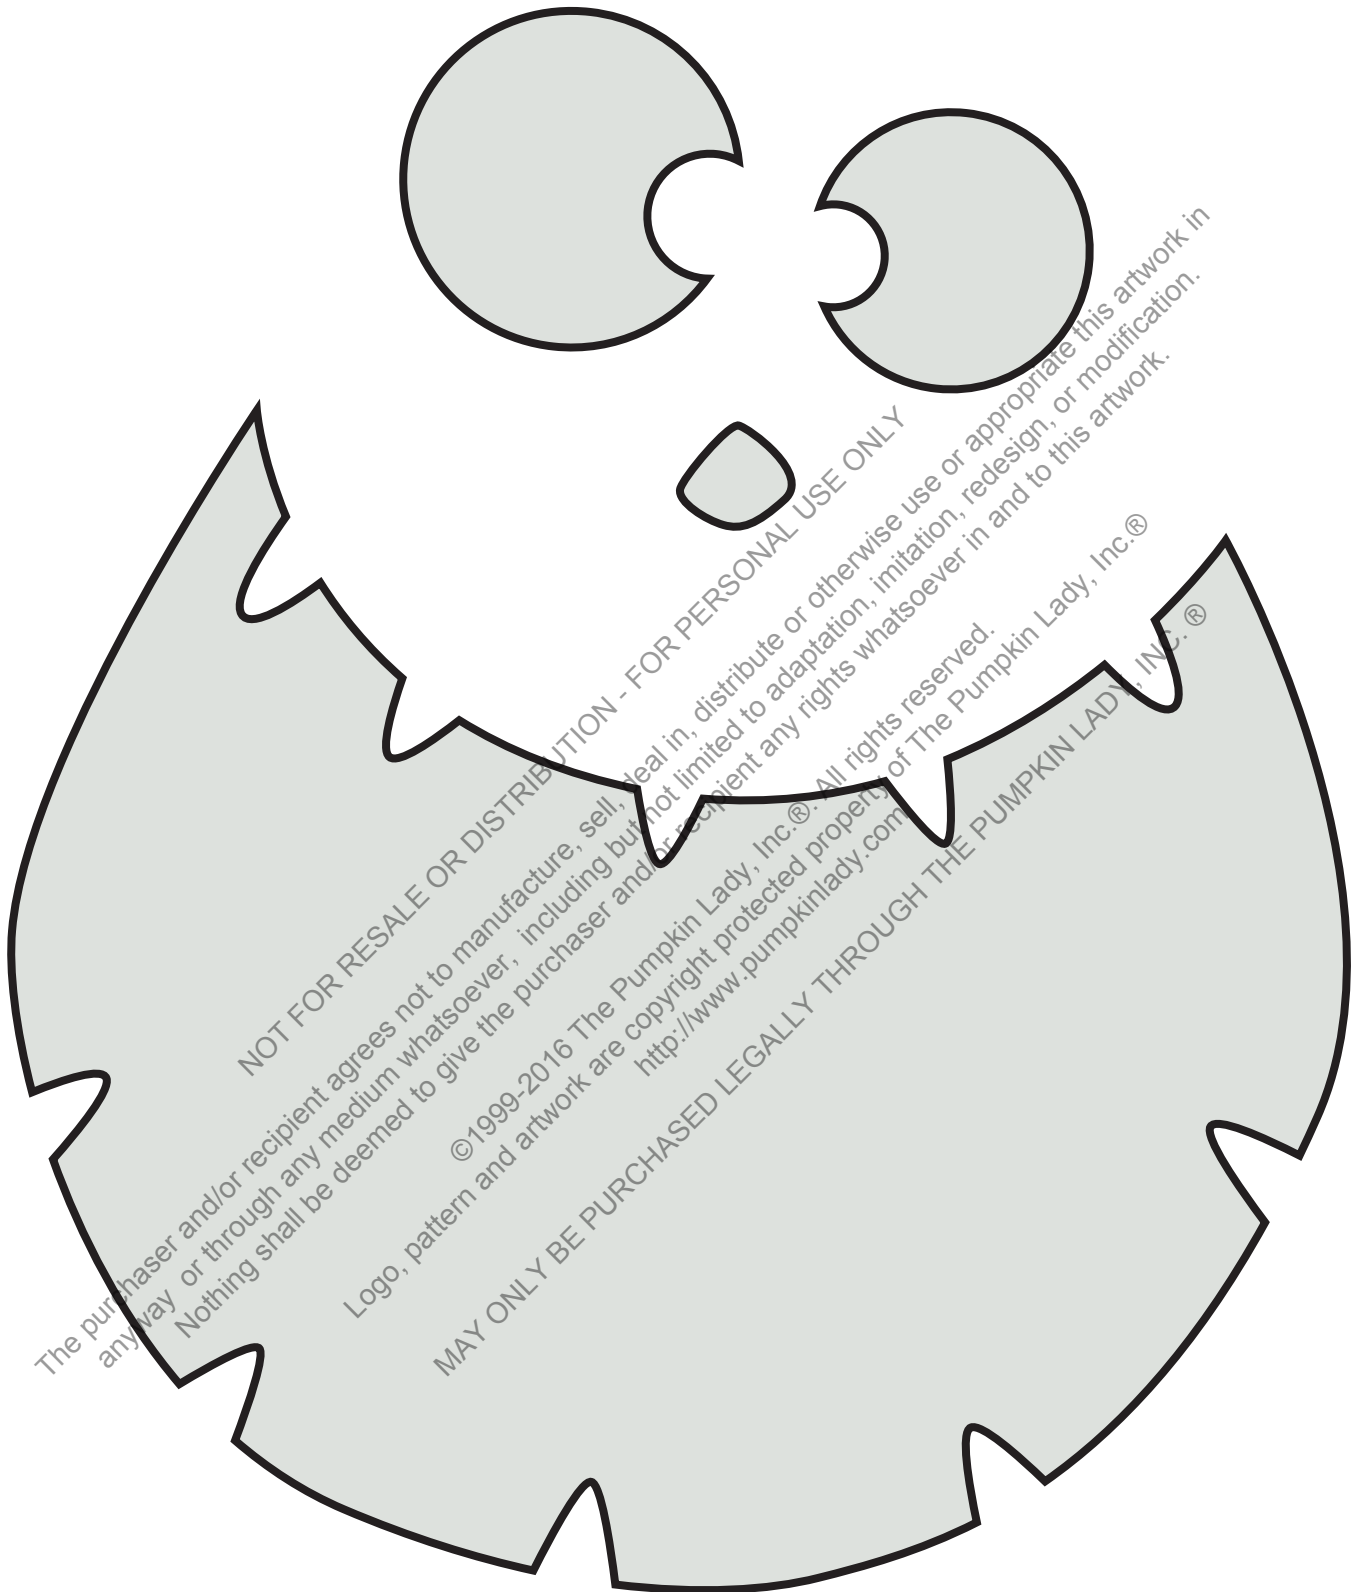 NOT FOR RESALE OR DISTRIBUTION - FOR PERSONAL USE ONLY
The purchaser and/or recipient agrees not to manufacture, sell, deal in, distribute or otherwise use or appropriate this artwork in
anyway  or through any medium whatsoever,  including but not limited to adaptation, imitation, redesign, or modification.
Nothing shall be deemed to give the purchaser and/or recipient any rights whatsoever in and to this artwork.
©1999-2016 The Pumpkin Lady, Inc.®. All rights reserved.
Logo, pattern and artwork are copyright protected property of The Pumpkin Lady, Inc.®
http://www.pumpkinlady.com
MAY ONLY BE PURCHASED LEGALLY THROUGH THE PUMPKIN LADY, INC. ®